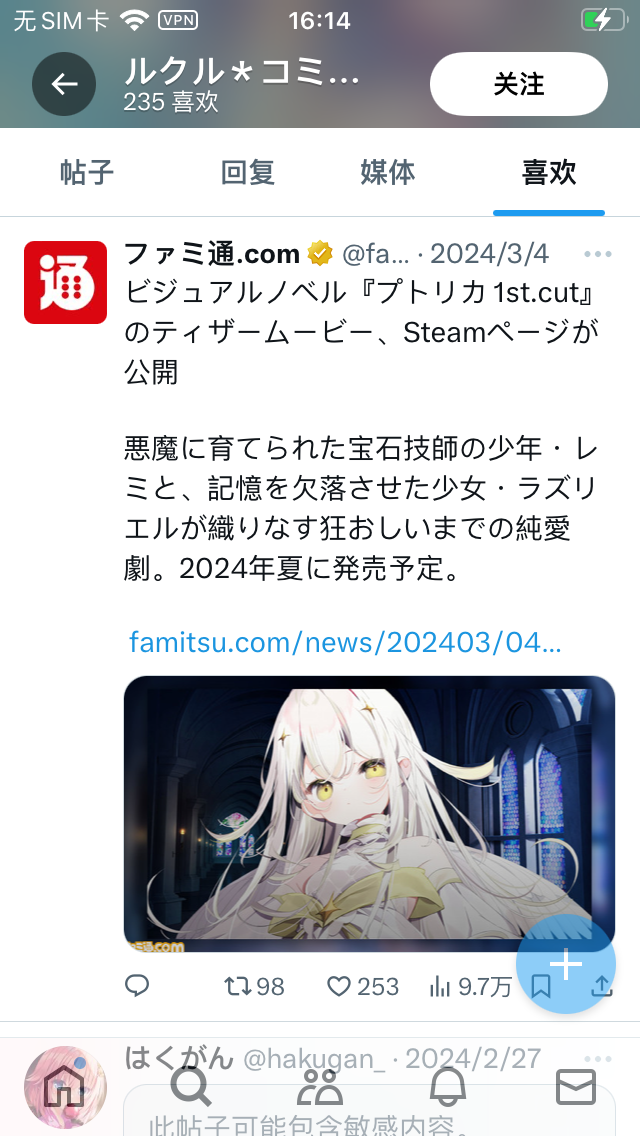 无SIM卡 VPN 16:14
ルクル＊コミ...
235 喜欢
关注
帖子 回复 媒体 喜欢
通
ファミ通.com @fa... · 2024/3/4
ビジュアルノベル『プトリカ 1st.cut』
のティザームービー、Steamページが
公開
悪魔に育てられた宝石技師の少年・レ
ミと、記憶を欠落させた少女・ラズリ
エルが織りなす狂おしいまでの純愛
劇。2024年夏に発売予定。
famitsu.com/news/202403/04...
ファミ通.com
98 253 9.7万
はくがん @hakugan_ · 2024/2/27
此帖子可能包含敏感内容。